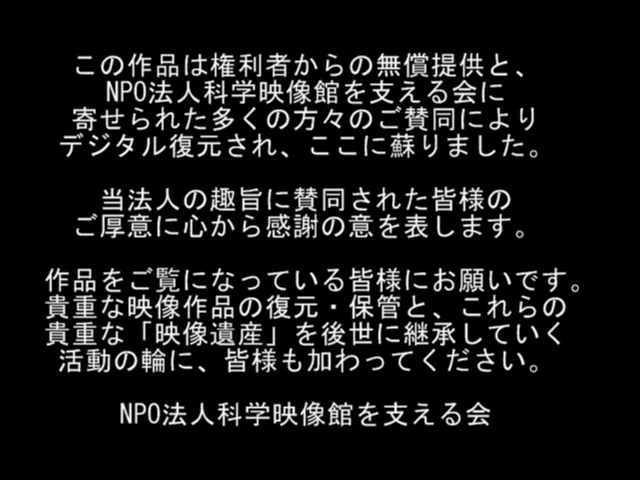 この作品は権利者からの無償提供と、
NPO法人科学映像館を支える会に
寄せられた多くの方々のご賛同により
デジタル復元され、ここに蘇りました。
当法人の趣旨に賛同された皆様の
ご厚意に心から感謝の意を表します。
作品をご覧になっている皆様にお願いです。
貴重な映像作品の復元・保管と、これらの
貴重な「映像遺産」を後世に継承していく
活動の輪に、皆様も加わってください。
NPO法人科学映像館を支える会